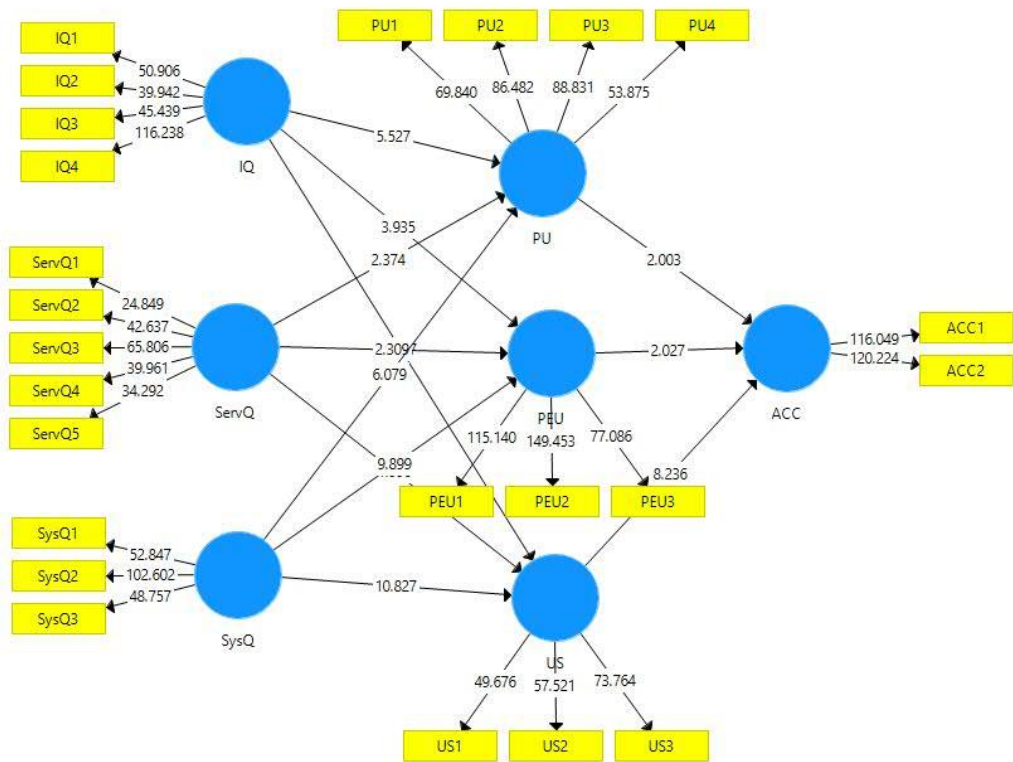 PU1
PU2
PU3
PU4
IQ1
IQ2
IQ3
IQ4
50.906
39.942
45.439
116.238
IQ
69.840
86.482
88.831
53.875
5.527
PU
3.935
2.374
2.003
ServQ1
ServQ2
ServQ3
ServQ4
ServQ5
24.849
42.637
65.806
39.961
34.292
ServQ
6.079
PEU
2.027
ACC
116.049
120.224
ACC1
ACC2
115.140
149.453
77.086
9.899
8.236
PEU1
PEU2
PEU3
SysQ1
SysQ2
SysQ3
52.847
102.602
48.757
SysQ
10.827
US
49.676
57.521
73.764
US1
US2
US3